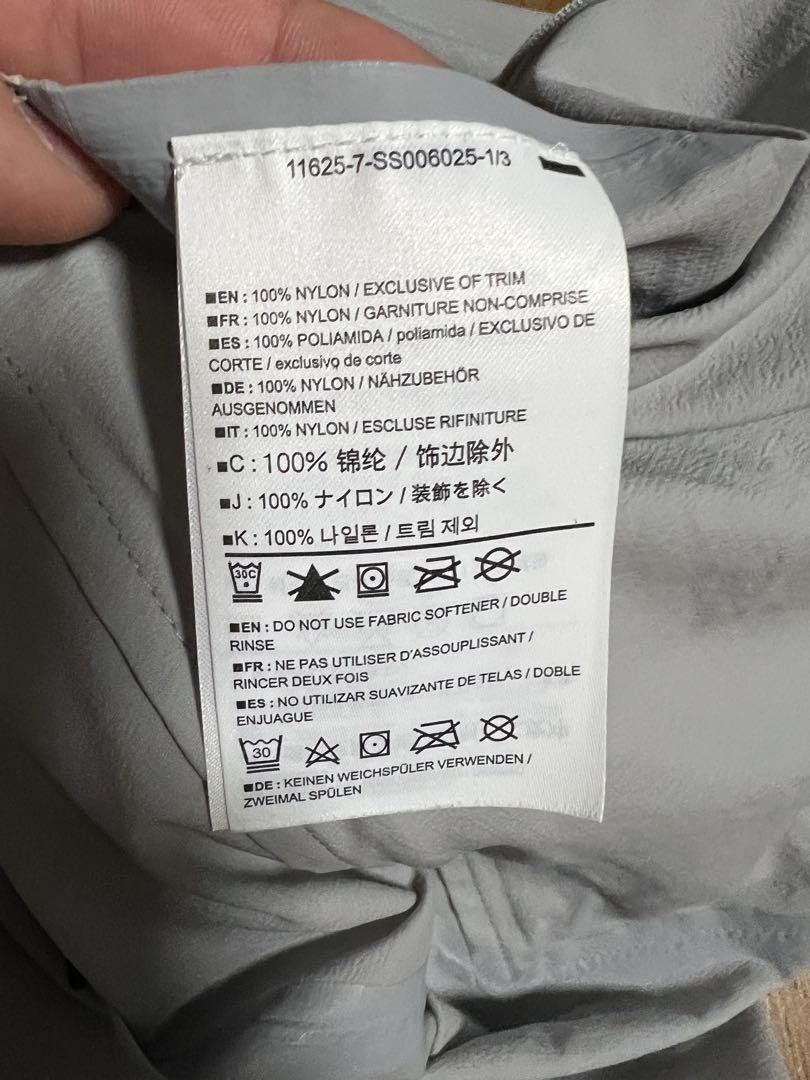 11625-7-SS006025-1/3
■EN : 100% NYLON / EXCLUSIVE OF TRIM
■FR : 100% NYLON / GARNITURE NON-COMPRISE
■ES : 100% POLIAMIDA / poliamida / EXCLUSIVO DE
CORTE / exclusivo de corte
■DE : 100% NYLON / NÄHZUBEHÖR
AUSGENOMMEN
■IT : 100% NYLON / ESCLUSE RIFINITURE
■C : 100% 锦纶 / 饰边除外
■J : 100% ナイロン / 装飾を除く
■K : 100% 나일론 / 트림 제외
30C
■EN : DO NOT USE FABRIC SOFTENER / DOUBLE
RINSE
■FR : NE PAS UTILISER D'ASSOUPLISSANT /
RINCER DEUX FOIS
■ES : NO UTILIZAR SUAVIZANTE DE TELAS / DOBLE
ENJUAGUE
30
■DE : KEINEN WEICHSPÜLER VERWENDEN /
ZWEIMAL SPÜLEN